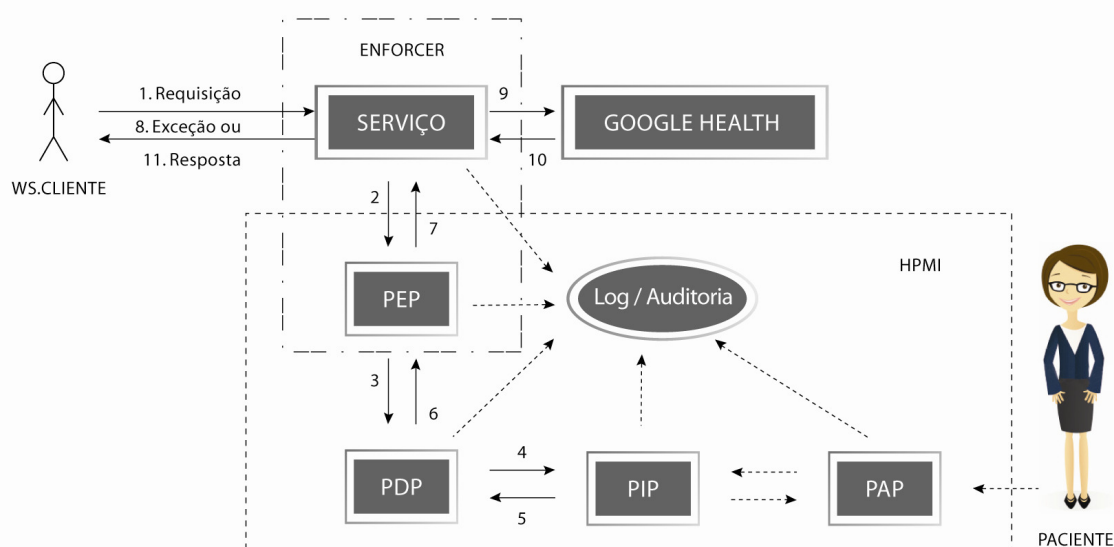 ENFORCER
1. Requisição
8. Exceção ou
11. Resposta
WS.CLIENTE
SERVIÇO
9
10
GOOGLE HEALTH
2
7
HPMI
PEP
Log / Auditoria
3
6
PDP
4
5
PIP
PAP
PACIENTE